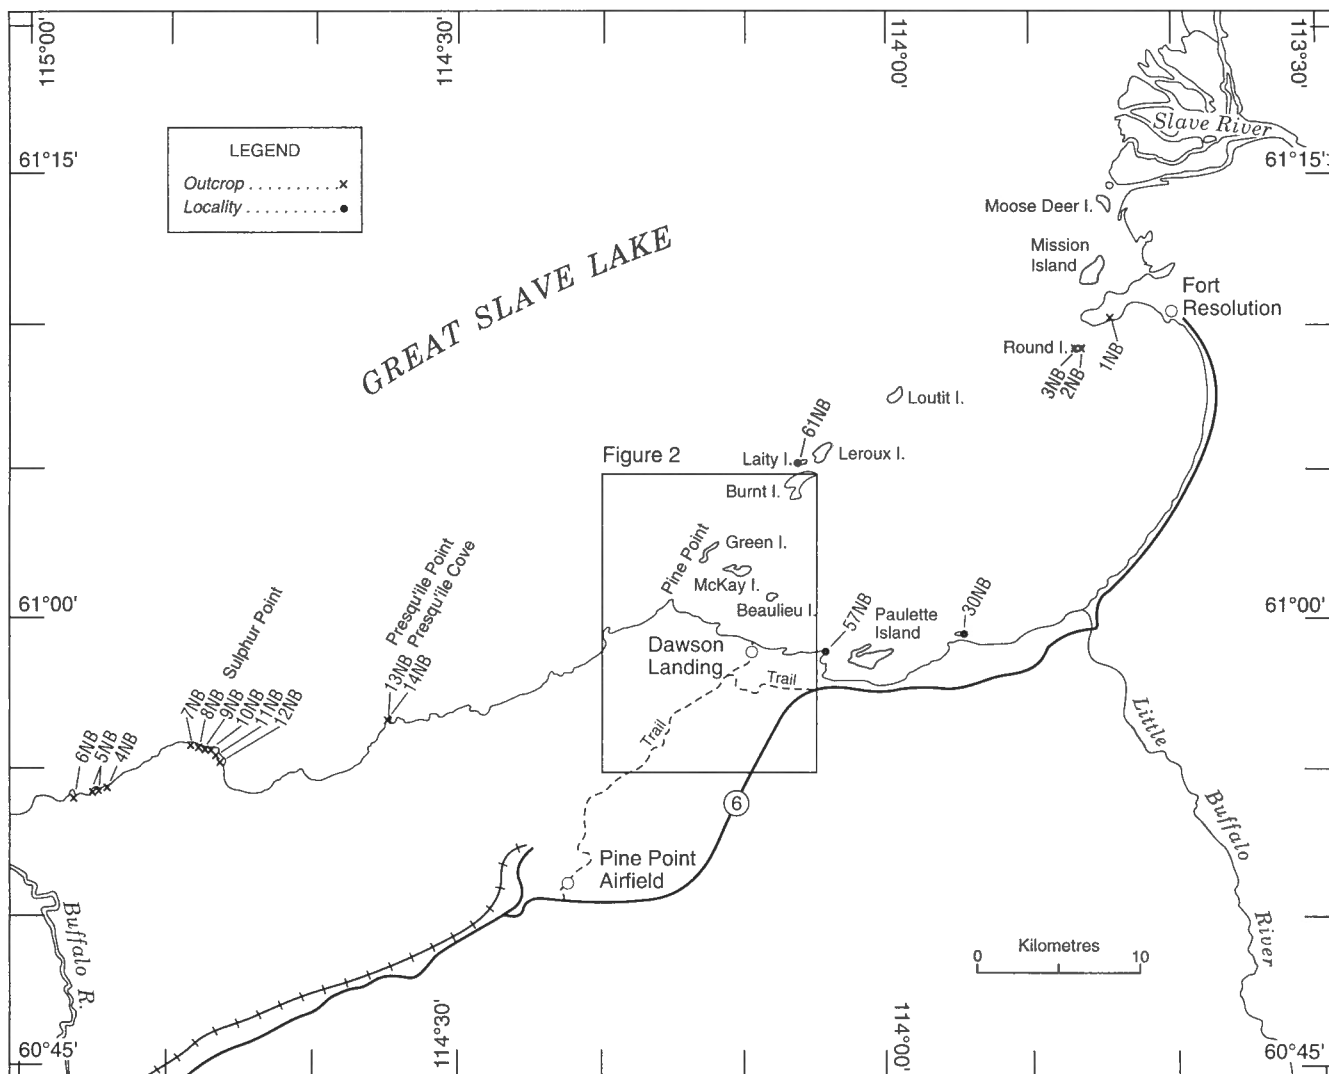 115°00'
114°30'
114°00'
113°30'
LEGEND
Outcrop . . . . . . . . . . x
Locality . . . . . . . . . . ●
61°15'
61°15'
Slave River
Moose Deer I.
Mission
Island
Fort
Resolution
GREAT SLAVE LAKE
Round I.
3NB
2NB
1NB
Loutit I.
61NB
Figure 2
Laity I.
Leroux I.
Burnt I.
Pine Point
Green I.
McKay I.
Beaulieu I.
61°00'
61°00'
Presqu'ile Point
Presqu'ile Cove
13NB
14NB
Sulphur Point
7NB
8NB
9NB
10NB
11NB
12NB
6NB
5NB
4NB
Dawson
Landing
57NB
Paulette
Island
30NB
Trail
Trail
6
Pine Point
Airfield
Little
Buffalo
River
Buffalo R.
Kilometres
0
10
60°45'
114°30'
114°00'
60°45'